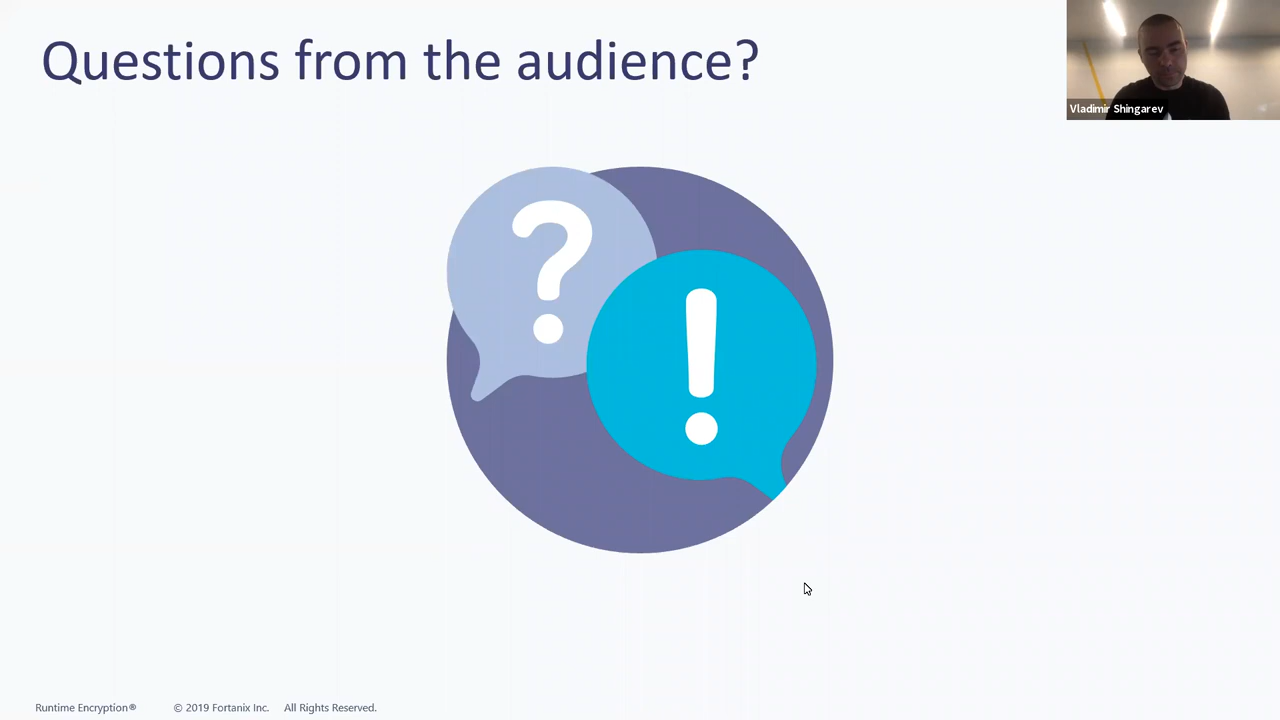 Questions from the audience?
Vladimir Shingarev
?
!
Runtime Encryption® © 2019 Fortanix Inc. All Rights Reserved.